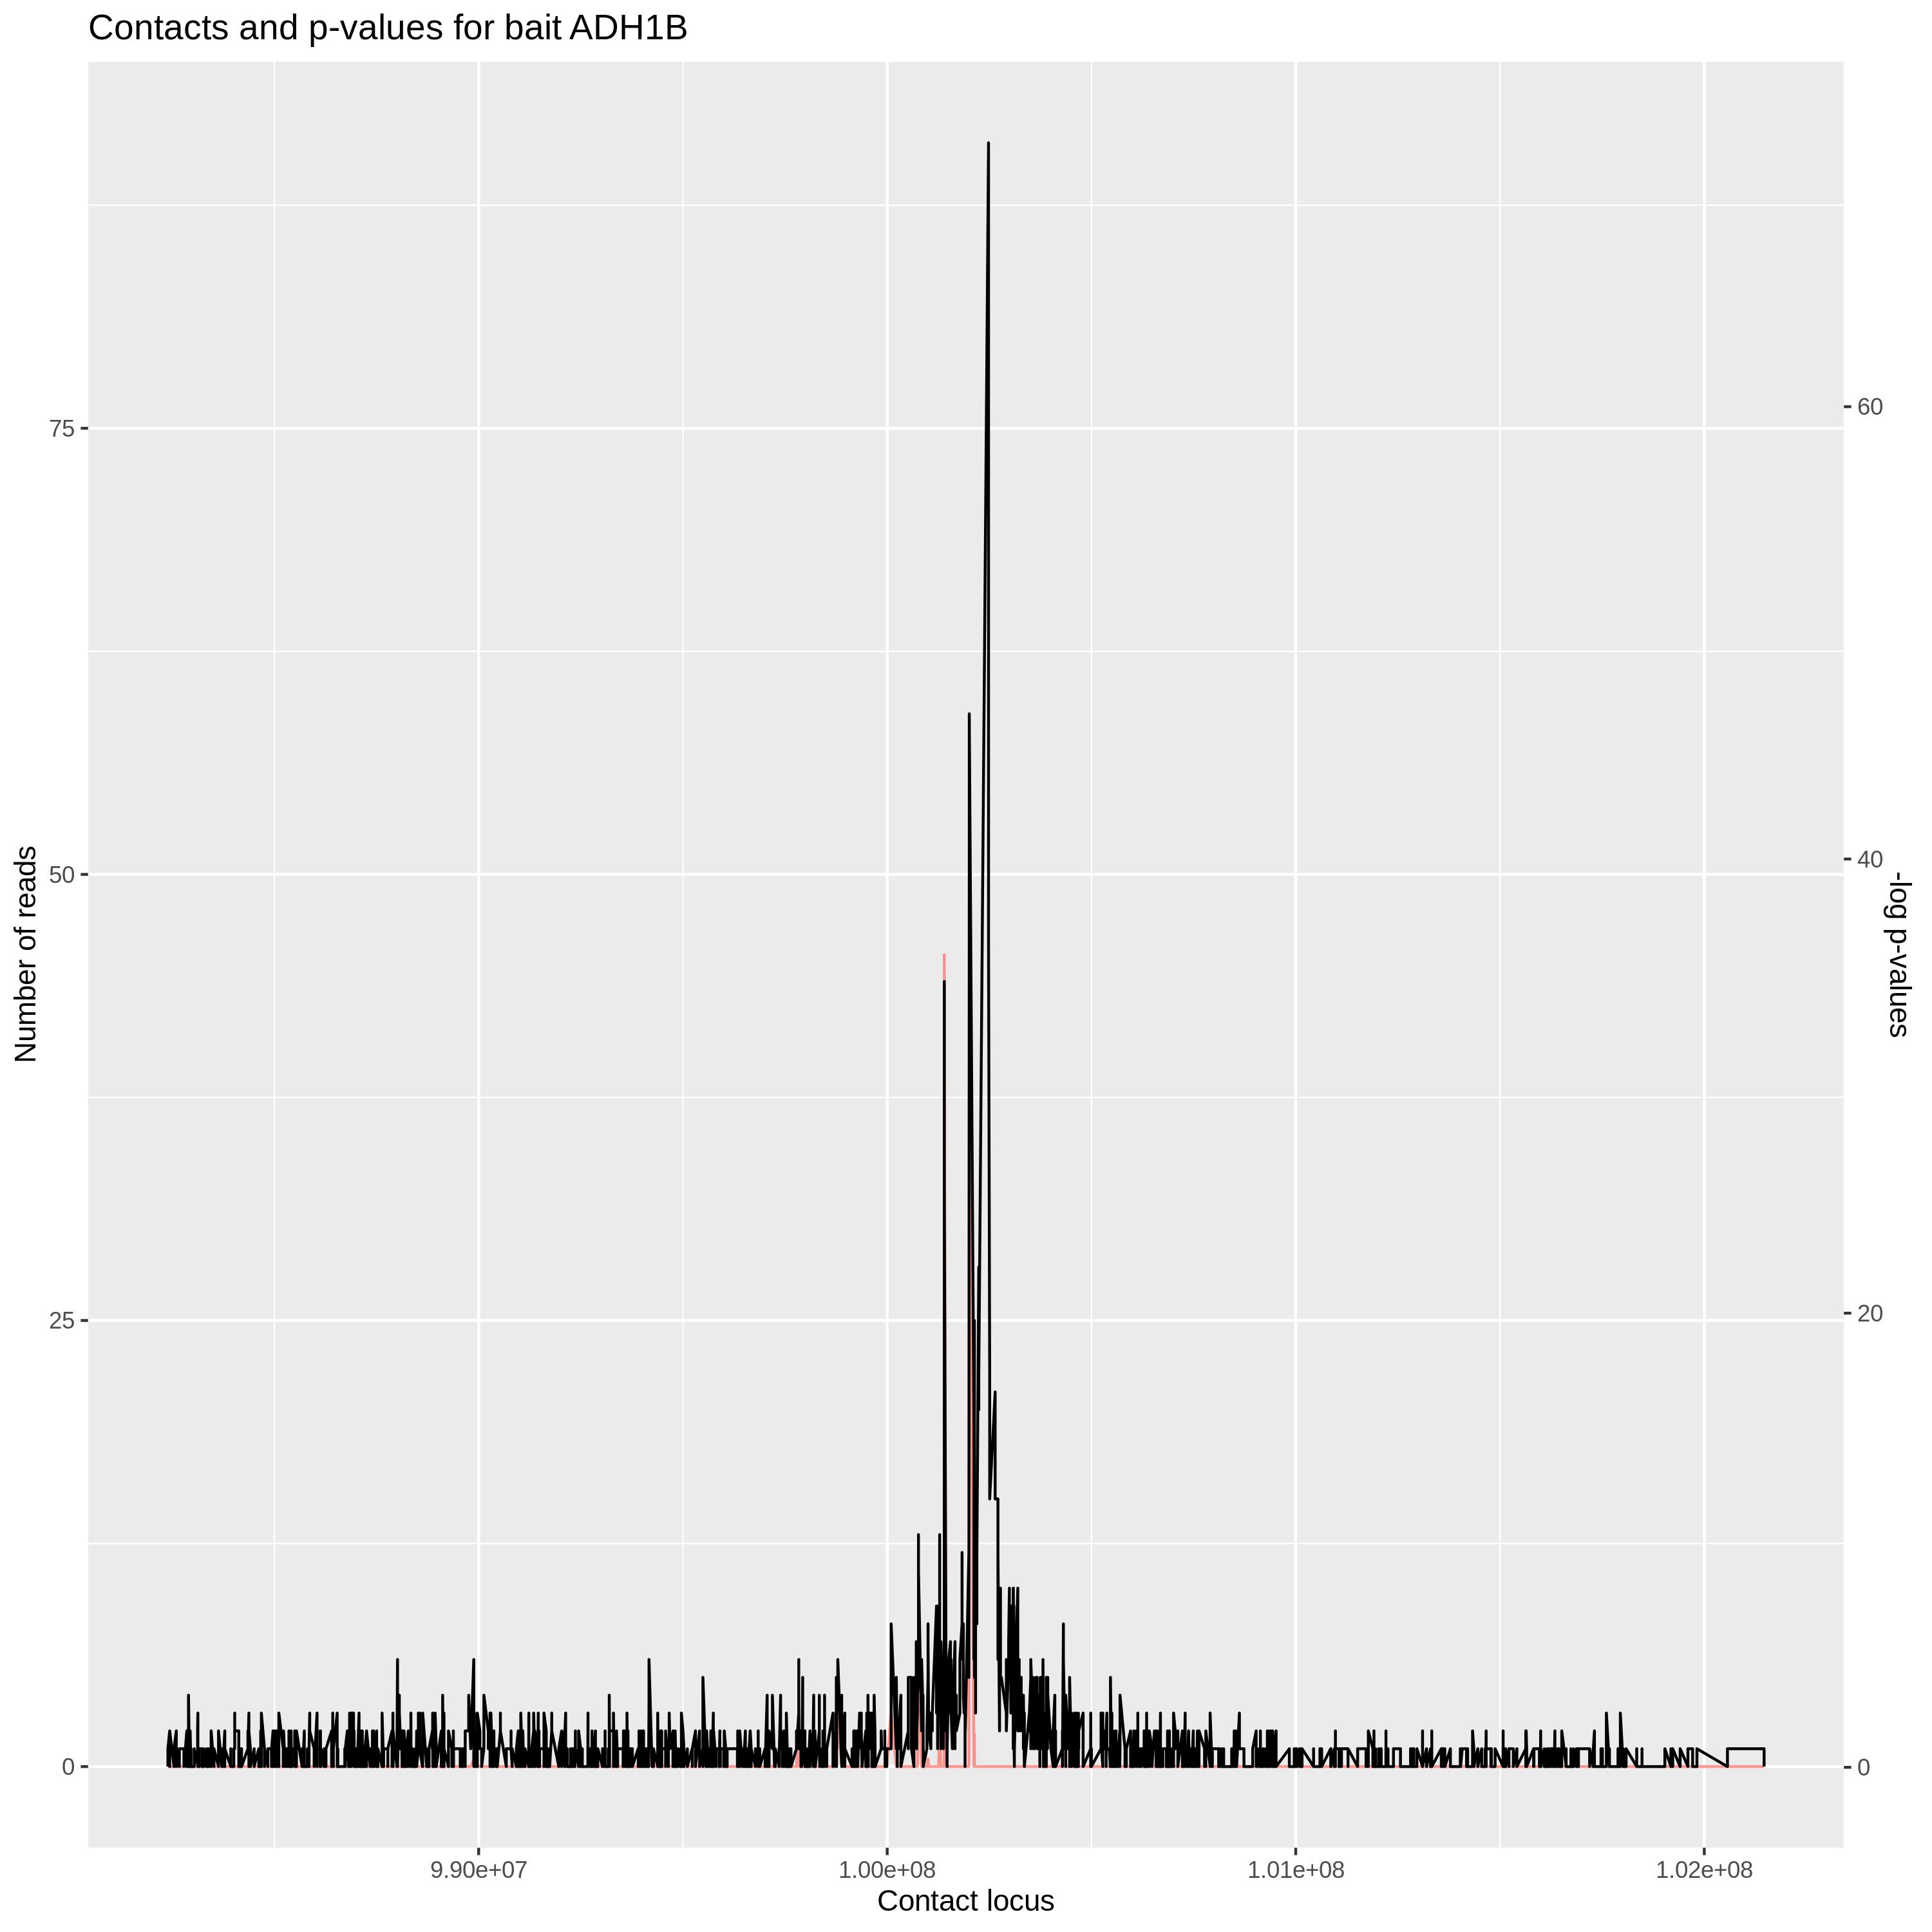 Contacts and p-values for bait ADH1B
Number of reads
75
50
25
0
60
40
20
0
-log p-values
9.90e+07
1.00e+08
1.01e+08
1.02e+08
Contact locus